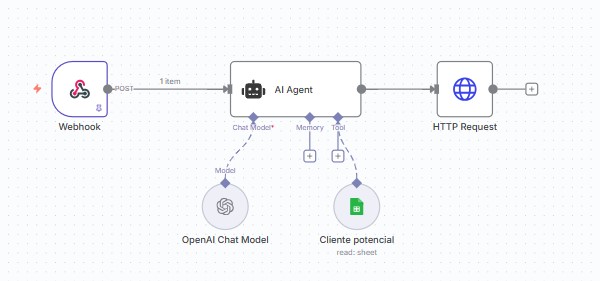 POST
1 item
AI Agent
Webhook
Chat Model*
Memory
Tool
HTTP Request
Model
OpenAI Chat Model
Cliente potencial
read: sheet